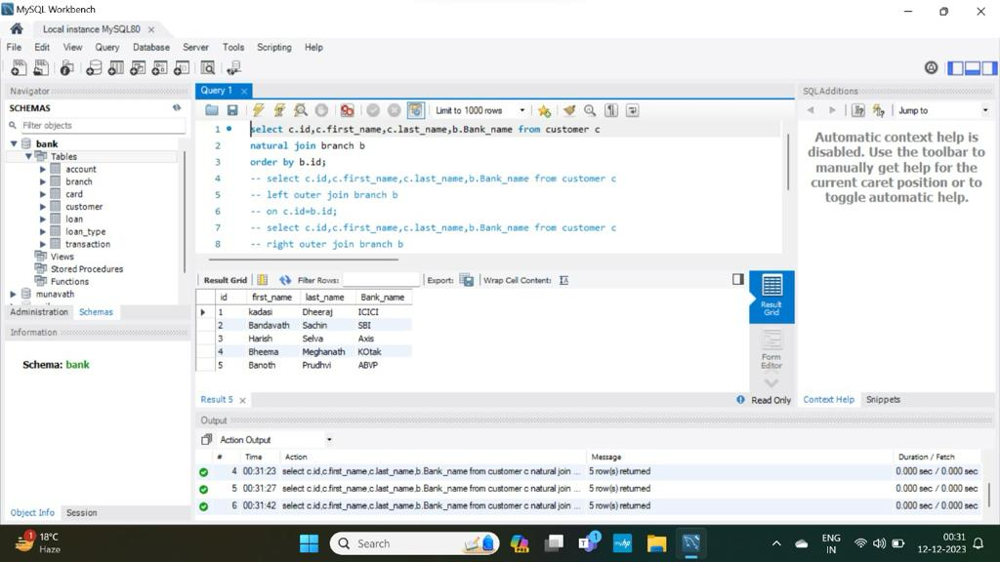 MySQL Workbench
Local instance MySQL80
File Edit View Query Database Server Tools Scripting Help
Navigator
SCHEMAS
Filter objects
bank
Tables
account
branch
card
customer
loan
loan_type
transaction
Views
Stored Procedures
Functions
munavath
Administration Schemas
Information
Schema: bank
Object Info Session
Query 1
Limit to 1000 rows
1 select c.id,c.first_name,c.last_name,b.Bank_name from customer c
2 natural join branch b
3 order by b.id;
4 -- select c.id,c.first_name,c.last_name,b.Bank_name from customer c
5 -- left outer join branch b
6 -- on c.id=b.id;
7 -- select c.id,c.first_name,c.last_name,b.Bank_name from customer c
8 -- right outer join branch b
Result Grid Filter Rows: Export: Wrap Cell Content: IA
id first_name last_name Bank_name
1 kadasi Dheeraj ICICI
2 Bandavath Sachin SBI
3 Harish Selva Axis
4 Bheema Meghanath KOtak
5 Banoth Prudhvi ABVP
Result Grid
Form Editor
Result 5
Read Only
SQLAdditions
Jump to
Automatic context help is
disabled. Use the toolbar to
manually get help for the
current caret position or to
toggle automatic help.
Context Help Snippets
Output
Action Output
# Time Action Message Duration / Fetch
4 00:31:23 select c.id,c.first_name,c.last_name,b.Bank_name from customer c natural join ... 5 row(s) returned 0.000 sec / 0.000 sec
5 00:31:27 select c.id,c.first_name,c.last_name,b.Bank_name from customer c natural join ... 5 row(s) returned 0.000 sec / 0.000 sec
6 00:31:42 select c.id,c.first_name,c.last_name,b.Bank_name from customer c natural join ... 5 row(s) returned 0.000 sec / 0.000 sec
1
18°C
Haze
Search
1
ENG
IN
00:31
12-12-2023